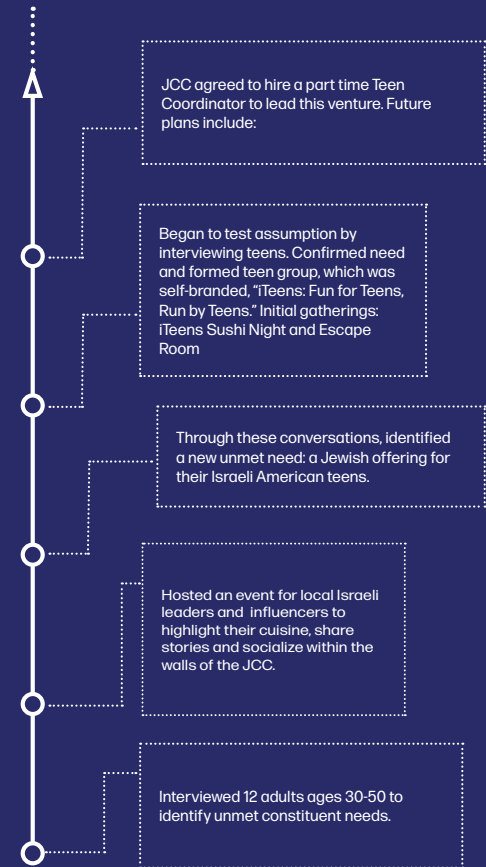 JCC agreed to hire a part time Teen
Coordinator to lead this venture. Future
plans include:
Began to test assumption by
interviewing teens. Confirmed need
and formed teen group, which was
self-branded, “iTeens: Fun for Teens,
Run by Teens.” Initial gatherings:
iTeens Sushi Night and Escape
Room
Through these conversations, identified
a new unmet need: a Jewish offering for
their Israeli American teens.
Hosted an event for local Israeli
leaders and influencers to
highlight their cuisine, share
stories and socialize within the
walls of the JCC.
Interviewed 12 adults ages 30-50 to
identify unmet constituent needs.